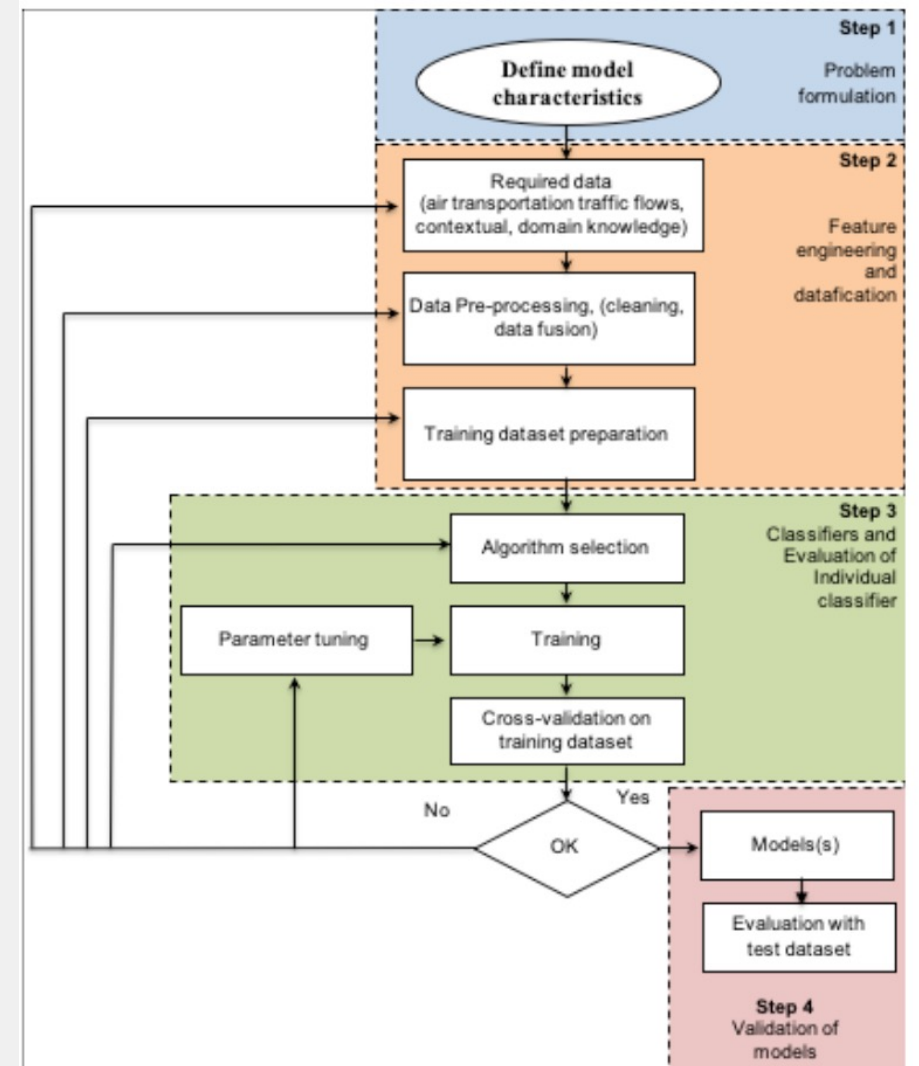 Step 1
Problem
formulation
Define model
characteristics
Step 2
Feature
engineering
and
datafication
Required data
(air transportation traffic flows,
contextual, domain knowledge)
Data Pre-processing, (cleaning,
data fusion)
Training dataset preparation
Step 3
Classifiers and
Evaluation of
Individual
classifier
Algorithm selection
Parameter tuning
Training
Cross-validation on
training dataset
No
Yes
OK
Models(s)
Evaluation with
test dataset
Step 4
Validation of
models